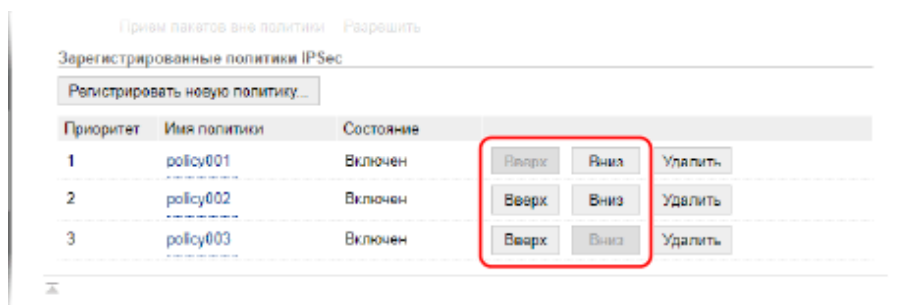 Прием пакетов вне политики Разрешить
Зарегистрированные политики IPSec
Регистрировать новую политику...
Приоритет Имя политики Состояние
1 policy001 Включен Вверх Вниз Удалить
2 policy002 Включен Вверх Вниз Удалить
3 policy003 Включен Вверх Вниз Удалить